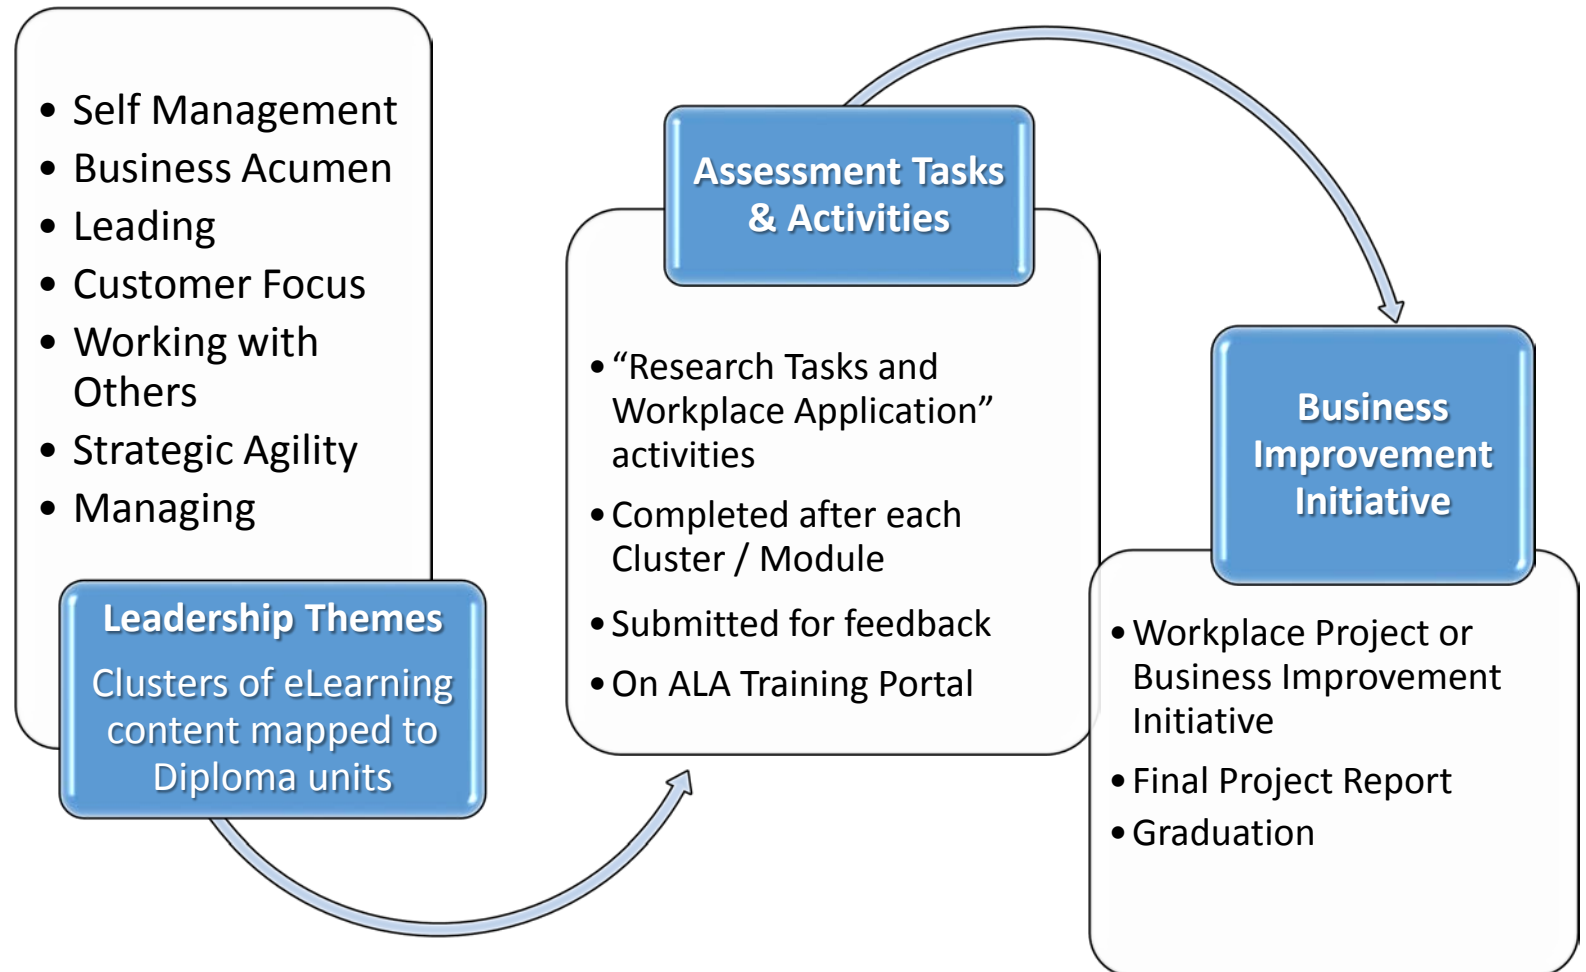 • Self Management
• Business Acumen
• Leading
• Customer Focus
• Working with
Others
• Strategic Agility
• Managing
Leadership Themes
Clusters of eLearning
content mapped to
Diploma units
Assessment Tasks
& Activities
• “Research Tasks and
Workplace Application”
activities
• Completed after each
Cluster / Module
• Submitted for feedback
• On ALA Training Portal
Business
Improvement
Initiative
• Workplace Project or
Business Improvement
Initiative
• Final Project Report
• Graduation